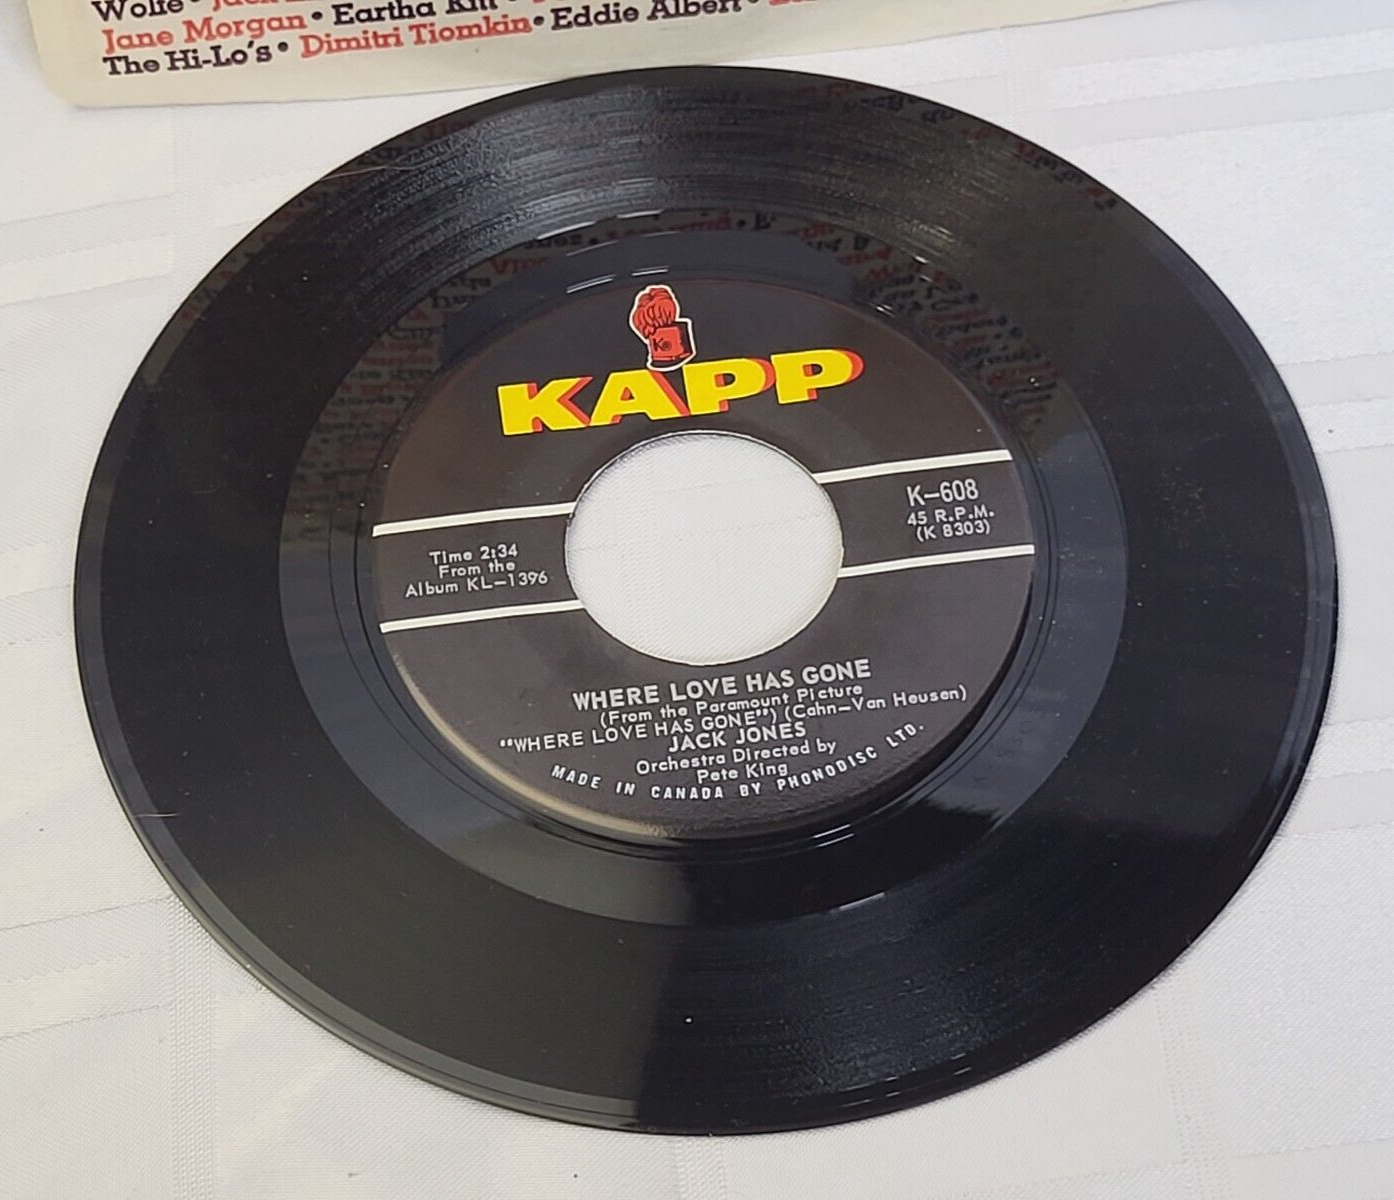 Wolfe •
Jane Morgan • Eartha Kitt •
The Hi-Lo's • Dimitri Tiomkin • Eddie Albert •
K
KAPP
K-608
45 R.P.M.
(K 8303)
Time 2:34
From the
Album KL-1396
WHERE LOVE HAS GONE
(From the Paramount Picture
"WHERE LOVE HAS GONE") (Cahn-Van Heusen)
JACK JONES
Orchestra Directed by
Pete King
MADE IN CANADA BY PHONODISC LTD.